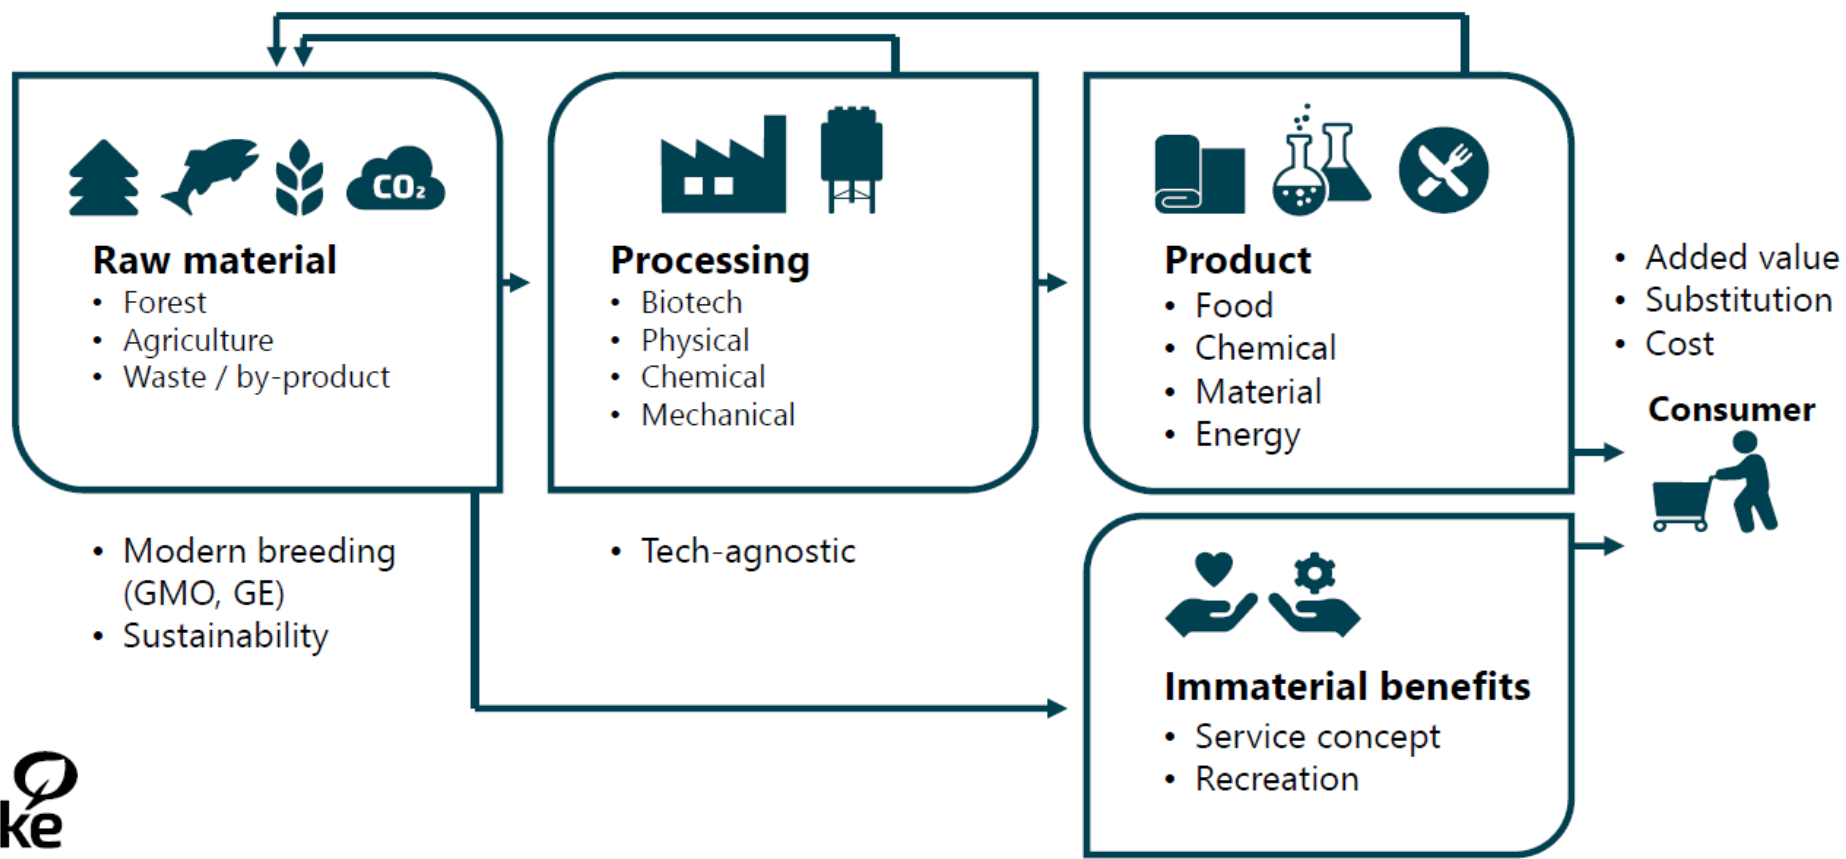 CO₂
Raw material
• Forest
• Agriculture
• Waste / by-product
• Modern breeding
(GMO, GE)
• Sustainability
Processing
• Biotech
• Physical
• Chemical
• Mechanical
• Tech-agnostic
Product
• Food
• Chemical
• Material
• Energy
Immaterial benefits
• Service concept
• Recreation
• Added value
• Substitution
• Cost
Consumer
ke